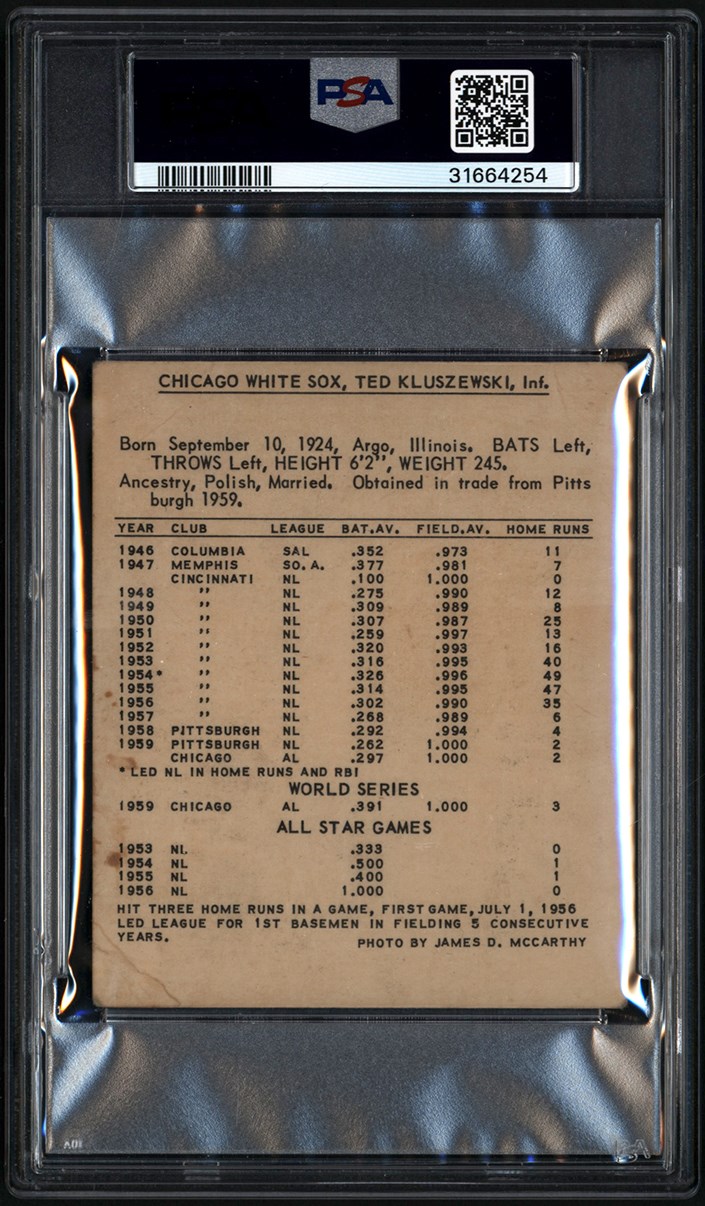 PSA
31664254
CHICAGO WHITE SOX, TED KLUSZEWSKI, Inf.
Born September 10, 1924, Argo, Illinois. BATS Left,
THROWS Left, HEIGHT 6'2", WEIGHT 245.
Ancestry, Polish, Married. Obtained in trade from Pitts
burgh 1959.
YEAR CLUB LEAGUE BAT.AV. FIELD.AV. HOME RUNS
1946 COLUMBIA SAL .352 .973 11
1947 MEMPHIS SO. A. .377 .981 7
CINCINNATI NL .100 1.000 0
1948 " NL .275 .990 12
1949 " NL .309 .989 8
1950 " NL .307 .987 25
1951 " NL .259 .997 13
1952 " NL .320 .993 16
1953 " NL .316 .995 40
1954* " NL .326 .996 49
1955 " NL .314 .995 47
1956 " NL .302 .990 35
1957 " NL .268 .989 6
1958 PITTSBURGH NL .292 .994 4
1959 PITTSBURGH NL .262 1.000 2
CHICAGO AL .297 1.000 2
* LED NL IN HOME RUNS AND RBI
WORLD SERIES
1959 CHICAGO AL .391 1.000 3
ALL STAR GAMES
1953 NL .333 0
1954 NL .500 1
1955 NL .400 1
1956 NL 1.000 0
HIT THREE HOME RUNS IN A GAME, FIRST GAME, JULY 1, 1956
LED LEAGUE FOR 1ST BASEMEN IN FIELDING 5 CONSECUTIVE
YEARS. PHOTO BY JAMES D. MCCARTHY
PSA